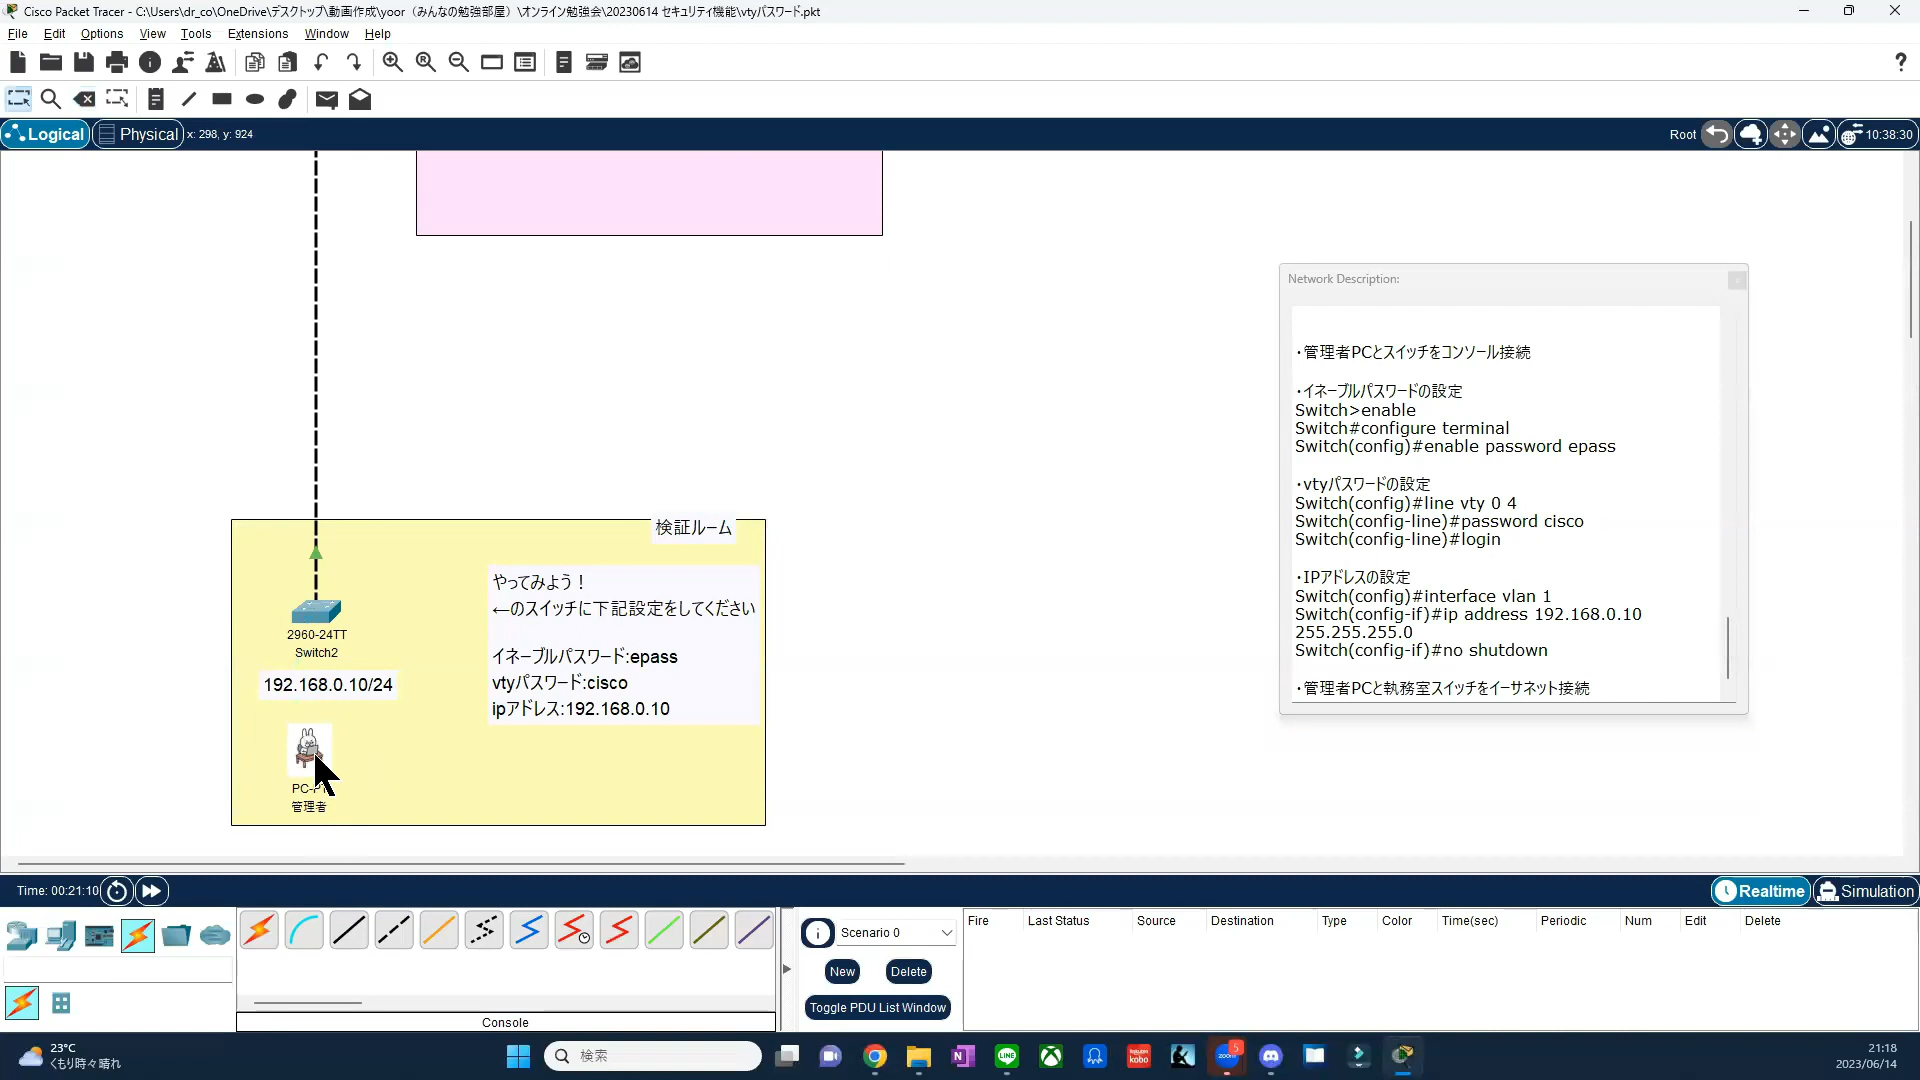 Cisco Packet Tracer - C:\Users\dr_co\OneDrive\デスクトップ\動画作成\yoor（みんなの勉強部屋）\オンライン勉強会\20230614 セキュリティ機能\vtyパスワード.pkt
File Edit Options View Tools Extensions Window Help
Logical Physical x: 298, y: 924
Root 10:38:30
検証ルーム
やってみよう！
←のスイッチに下記設定をしてください
イネーブルパスワード:epass
vtyパスワード:cisco
ipアドレス:192.168.0.10
2960-24TT
Switch2
192.168.0.10/24
管理者
Network Description:
・管理者PCとスイッチをコンソール接続
・イネーブルパスワードの設定
Switch>enable
Switch#configure terminal
Switch(config)#enable password epass
・vtyパスワードの設定
Switch(config)#line vty 0 4
Switch(config-line)#password cisco
Switch(config-line)#login
・IPアドレスの設定
Switch(config)#interface vlan 1
Switch(config-if)#ip address 192.168.0.10
255.255.255.0
Switch(config-if)#no shutdown
・管理者PCと執務室スイッチをイーサネット接続
Time: 00:21:10
Realtime Simulation
Scenario 0
New Delete
Toggle PDU List Window
Fire Last Status Source Destination Type Color Time(sec) Periodic Num Edit Delete
Console
23°C
くもり時々晴れ
検索
LINE
Rakuten
kobo
zoom
5
21:18
2023/06/14